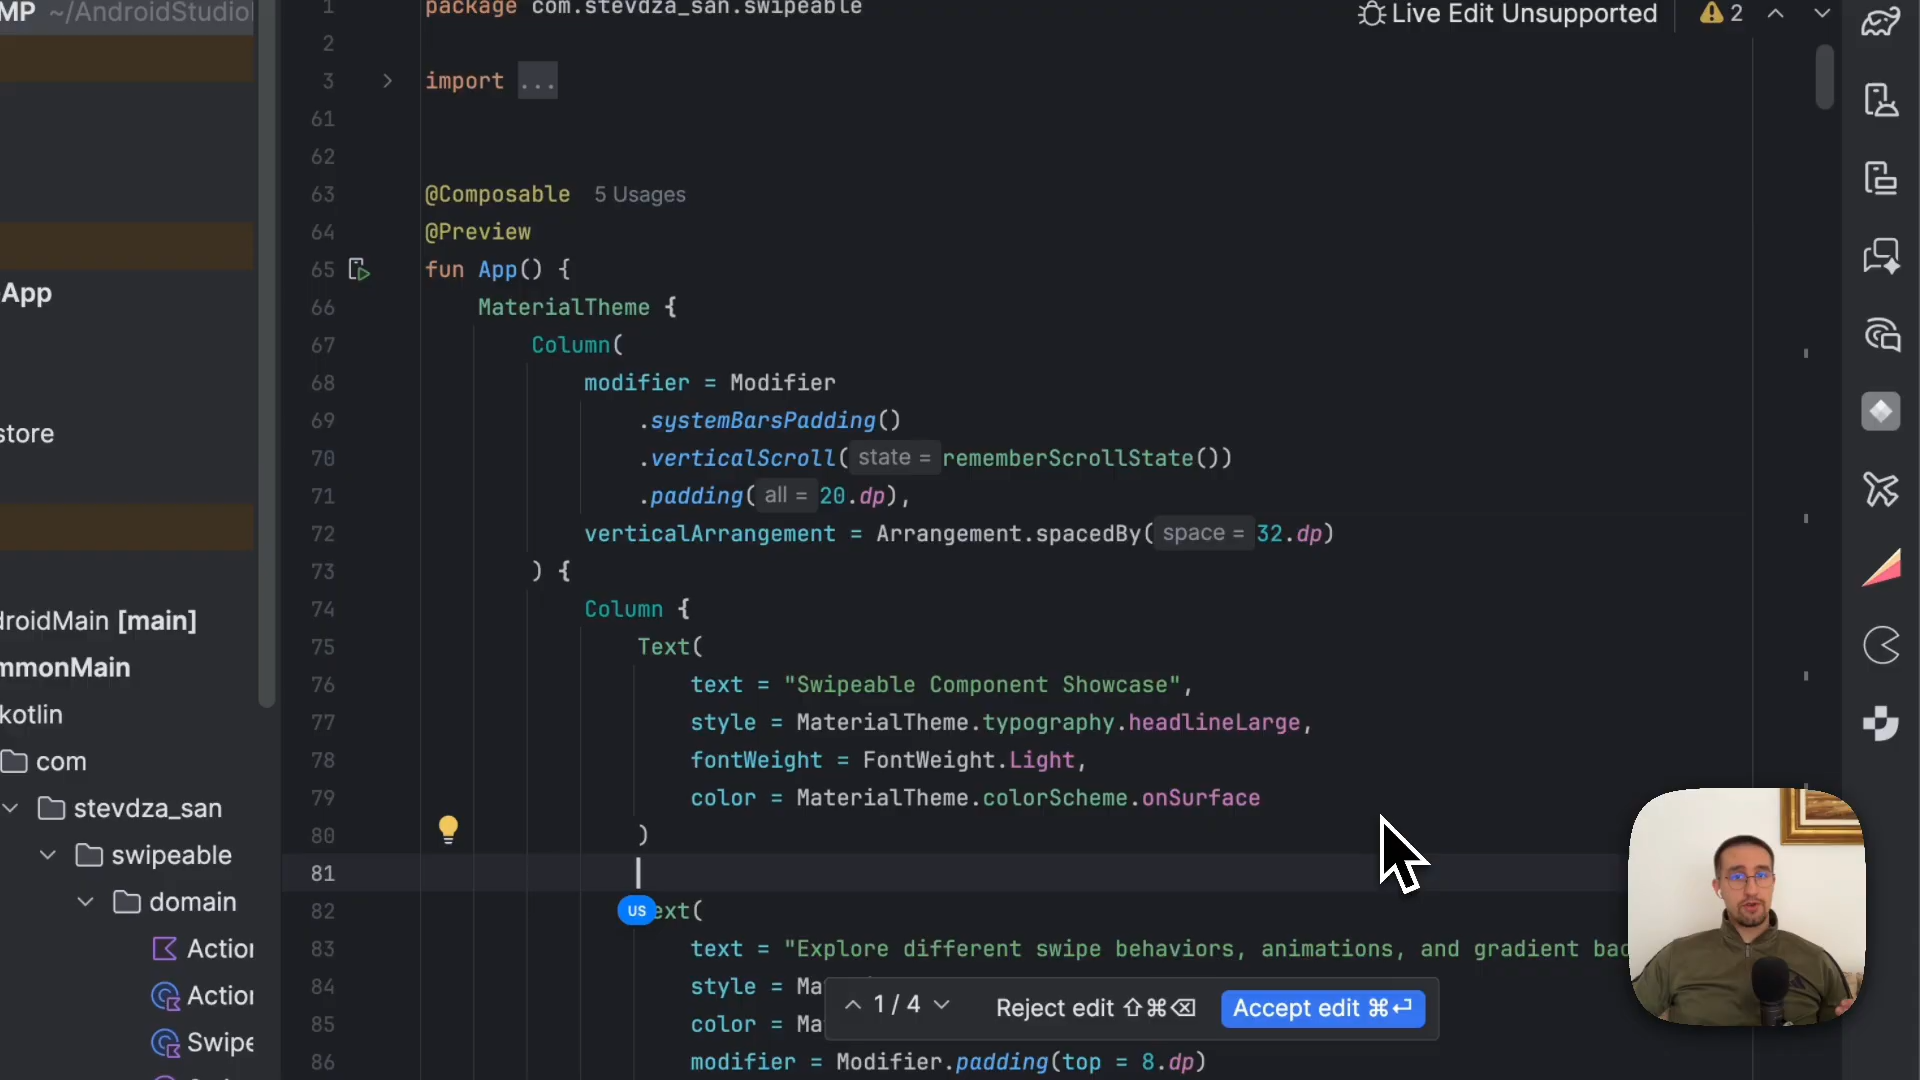 MP ~/AndroidStudio
App
store
droidMain [main]
mmonMain
kotlin
com
stevdza_san
swipeable
domain
Action
Action
Swipe
1 package com.stevdza_san.swipeable
2
3 import ...
61
62
63 @Composable 5 Usages
64 @Preview
65 fun App() {
66 MaterialTheme {
67 Column(
68 modifier = Modifier
69 .systemBarsPadding()
70 .verticalScroll( state = rememberScrollState())
71 .padding( all = 20.dp),
72 verticalArrangement = Arrangement.spacedBy( space = 32.dp)
73 ) {
74 Column {
75 Text(
76 text = "Swipeable Component Showcase",
77 style = MaterialTheme.typography.headlineLarge,
78 fontWeight = FontWeight.Light,
79 color = MaterialTheme.colorScheme.onSurface
80 )
81
US
82 ext(
83 text = "Explore different swipe behaviors, animations, and gradient bac
84 style = Ma
85 color = Ma
86 modifier = Modifier.padding(top = 8.dp)
Live Edit Unsupported
2
1 / 4 Reject edit ⇧⌘⌫ Accept edit ⌘⏎